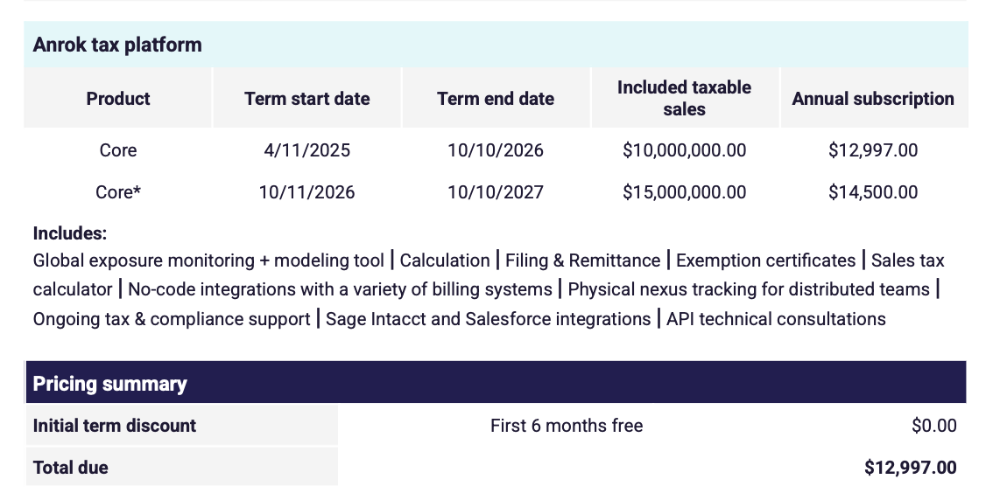 Anrok tax platform
Product Term start date Term end date Included taxable sales Annual subscription
Core 4/11/2025 10/10/2026 $10,000,000.00 $12,997.00
Core* 10/11/2026 10/10/2027 $15,000,000.00 $14,500.00
Includes:
Global exposure monitoring + modeling tool | Calculation | Filing & Remittance | Exemption certificates | Sales tax
calculator | No-code integrations with a variety of billing systems | Physical nexus tracking for distributed teams |
Ongoing tax & compliance support | Sage Intacct and Salesforce integrations | API technical consultations
Pricing summary
Initial term discount First 6 months free $0.00
Total due $12,997.00